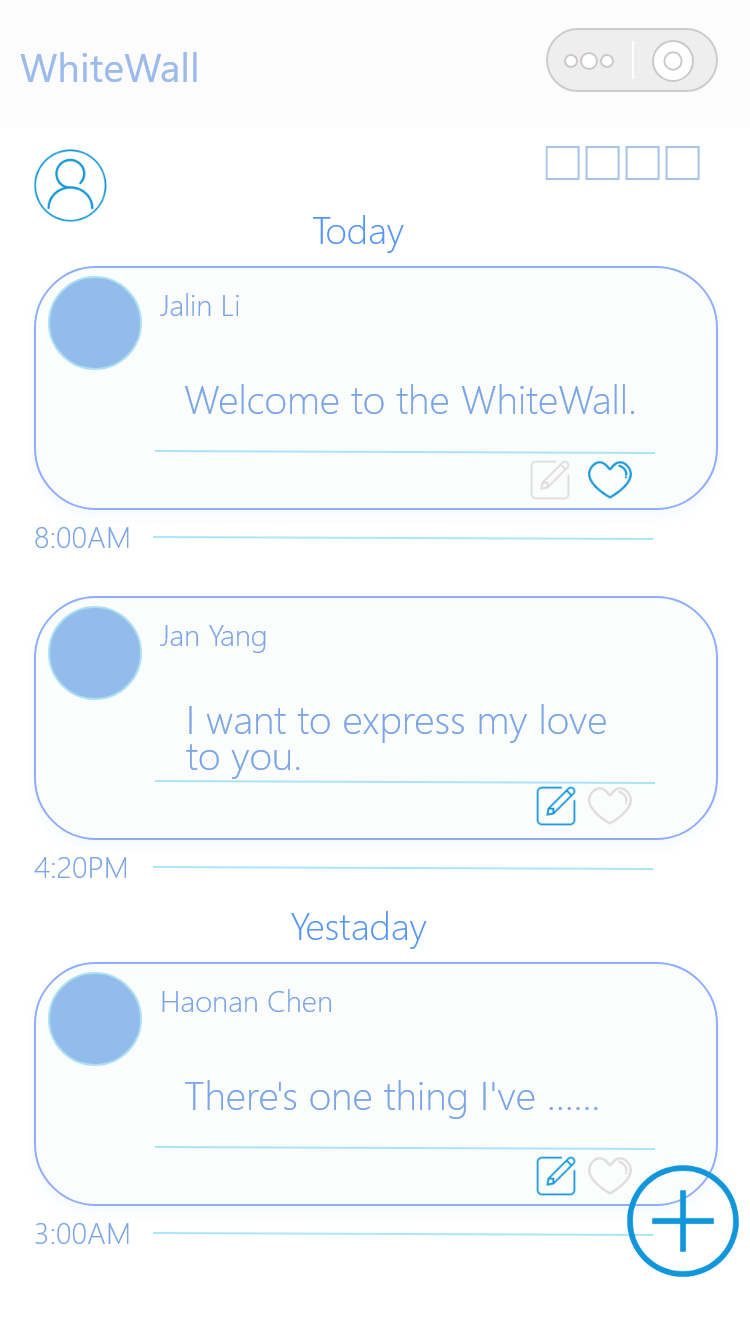 WhiteWall
Today
Jalin Li
Welcome to the WhiteWall.
8:00AM
Jan Yang
I want to express my love
to you.
4:20PM
Yestaday
Haonan Chen
There's one thing I've ......
3:00AM